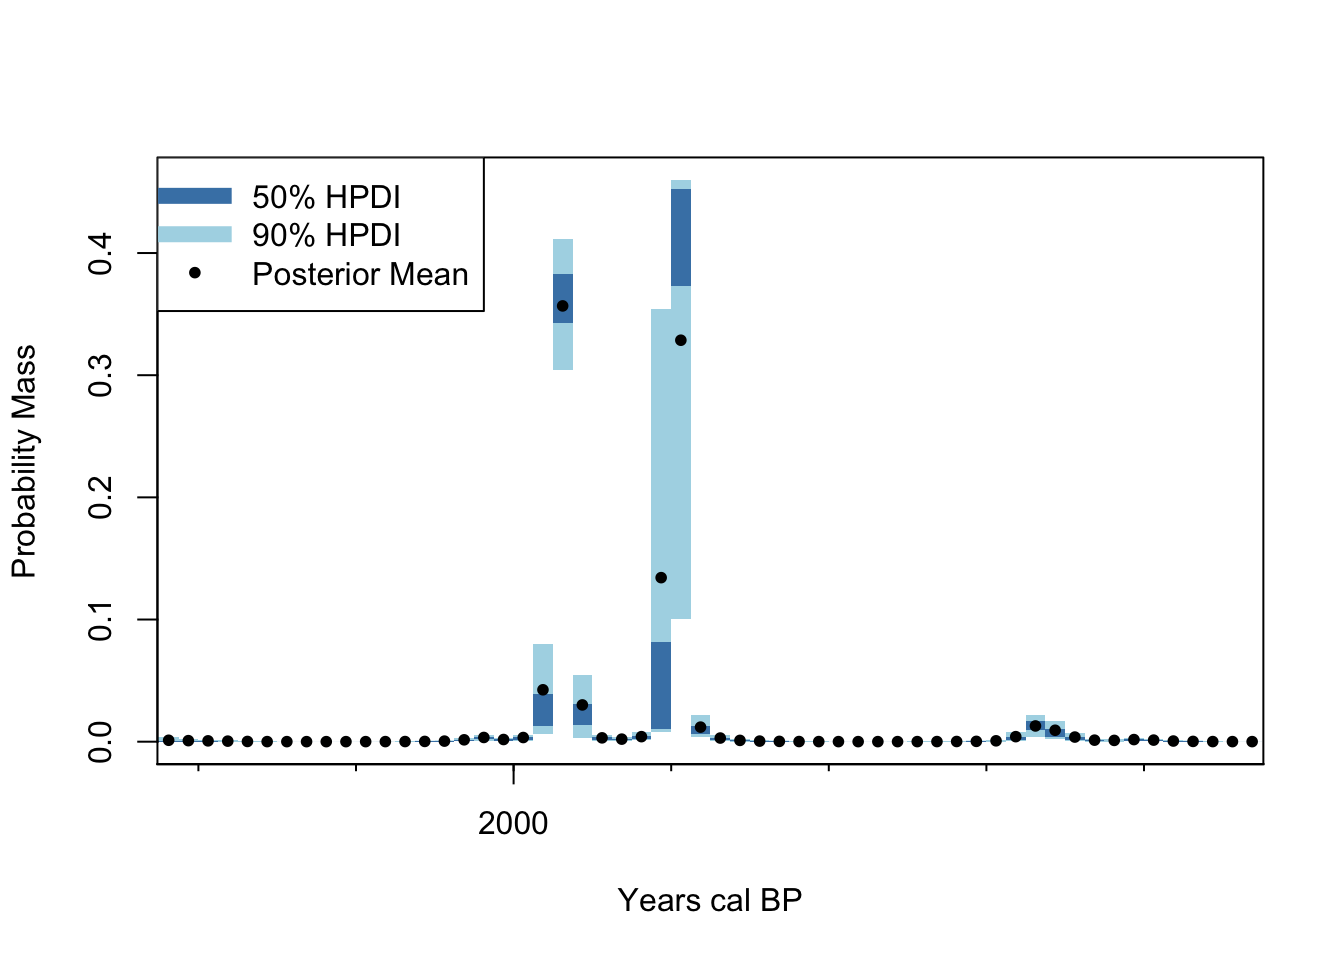 50% HPDI
90% HPDI
Posterior Mean
0.4
0.3
0.2
0.1
0.0
Probability Mass
2000
Years cal BP